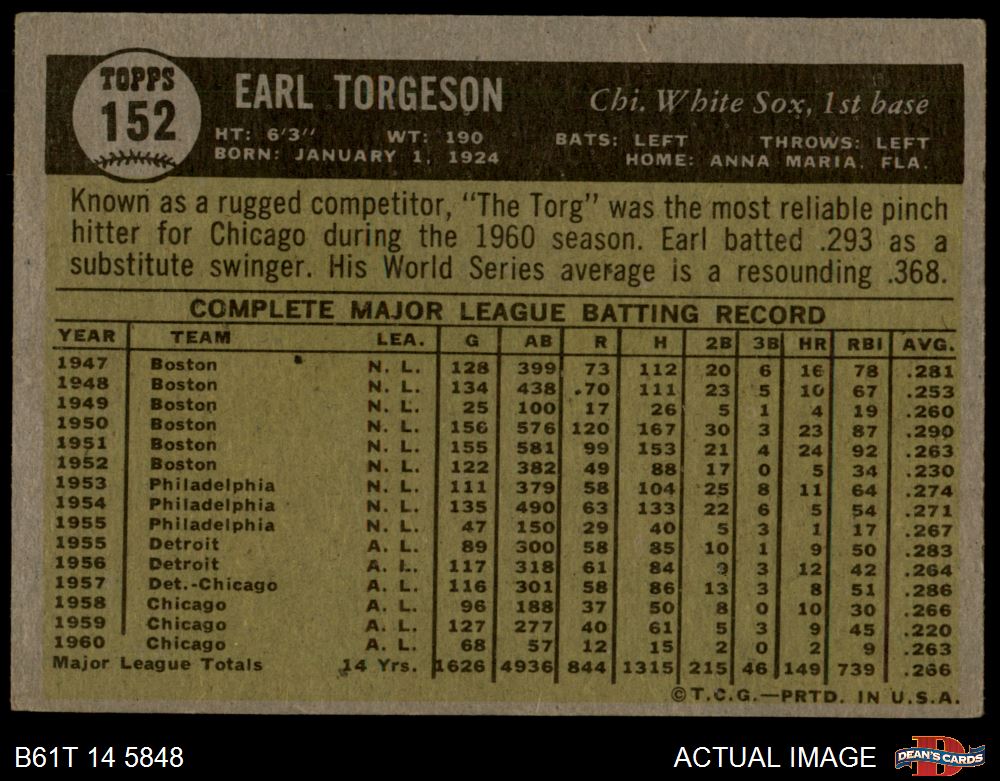 TOPPS
152
EARL TORGESON
Chi. White Sox, 1st base
HT: 6'3" WT: 190 BATS: LEFT THROWS: LEFT
BORN: JANUARY 1, 1924 HOME: ANNA MARIA, FLA.
Known as a rugged competitor, "The Torg" was the most reliable pinch
hitter for Chicago during the 1960 season. Earl batted .293 as a
substitute swinger. His World Series average is a resounding .368.
COMPLETE MAJOR LEAGUE BATTING RECORD
YEAR TEAM LEA. G AB R H 2B 3B HR RBI AVG.
1947 Boston N. L. 128 399 73 112 20 6 16 78 .281
1948 Boston N. L. 134 438 70 111 23 5 10 67 .253
1949 Boston N. L. 25 100 17 26 5 1 4 19 .260
1950 Boston N. L. 156 576 120 167 30 3 23 87 .290
1951 Boston N. L. 155 581 99 153 21 4 24 92 .263
1952 Boston N. L. 122 382 49 88 17 0 5 34 .230
1953 Philadelphia N. L. 111 379 58 104 25 8 11 64 .274
1954 Philadelphia N. L. 135 490 63 133 22 6 5 54 .271
1955 Philadelphia N. L. 47 150 29 40 5 3 1 17 .267
1955 Detroit A. L. 89 300 58 85 10 1 9 50 .283
1956 Detroit A. L. 117 318 61 84 9 3 12 42 .264
1957 Det.-Chicago A. L. 116 301 58 86 13 3 8 51 .286
1958 Chicago A. L. 96 188 37 50 8 0 10 30 .266
1959 Chicago A. L. 127 277 40 61 5 3 9 45 .220
1960 Chicago A. L. 68 57 12 15 2 0 2 9 .263
Major League Totals 14 Yrs. 1626 4936 844 1315 215 46 149 739 .266
©T.C.G.—PRTD. IN U.S.A.
B61T 14 5848 ACTUAL IMAGE
D
DEAN'S CARDS